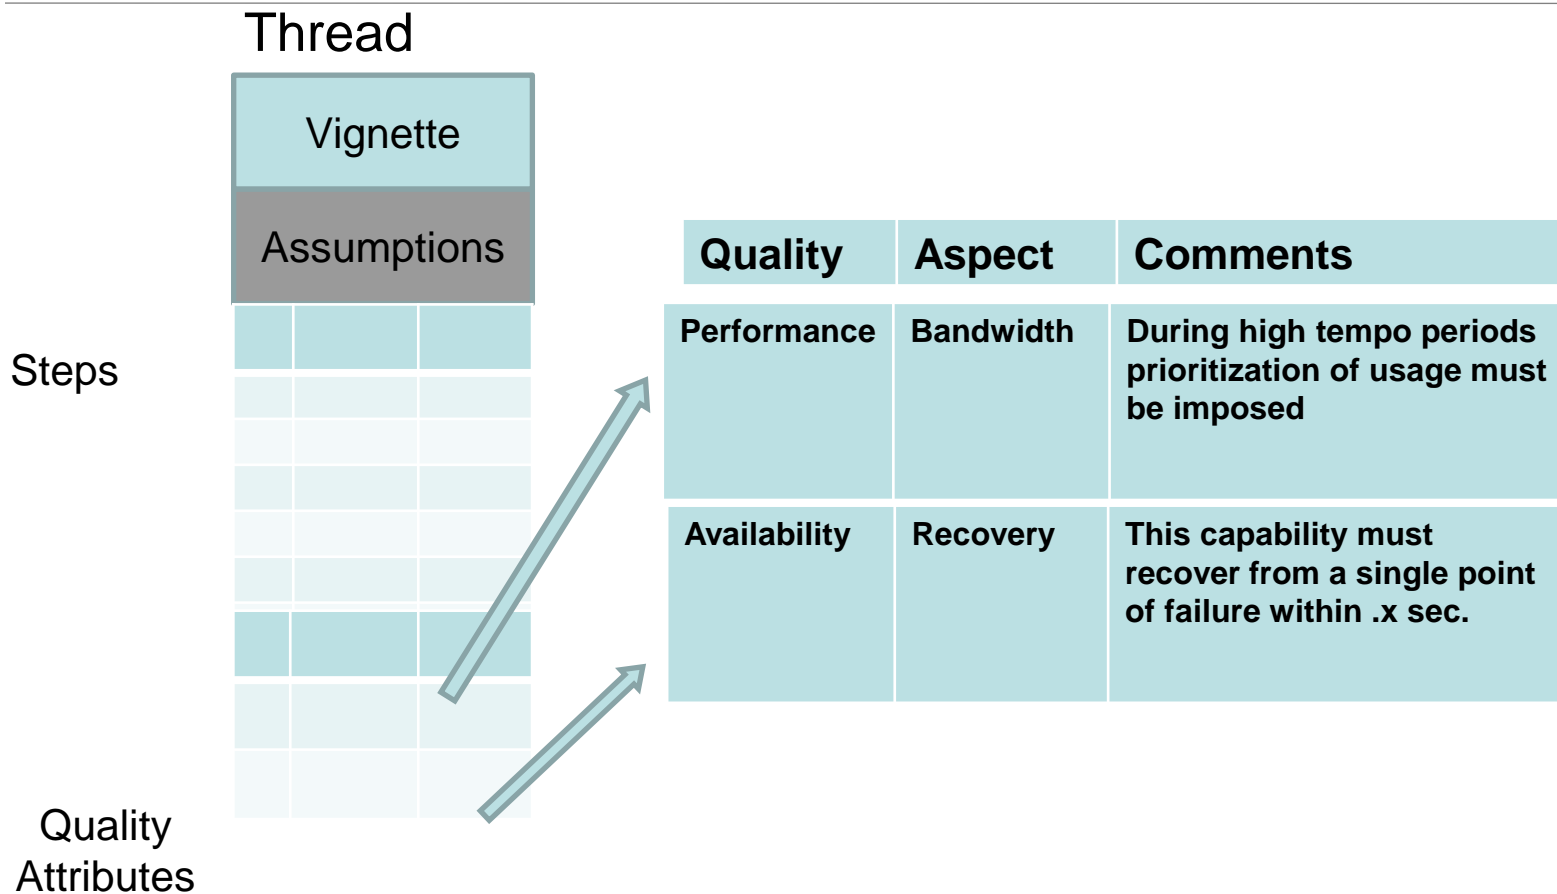 Thread
Vignette
Assumptions
Steps
Quality
Attributes
Quality Aspect Comments
Performance Bandwidth During high tempo periods
prioritization of usage must
be imposed
Availability Recovery This capability must
recover from a single point
of failure within .x sec.